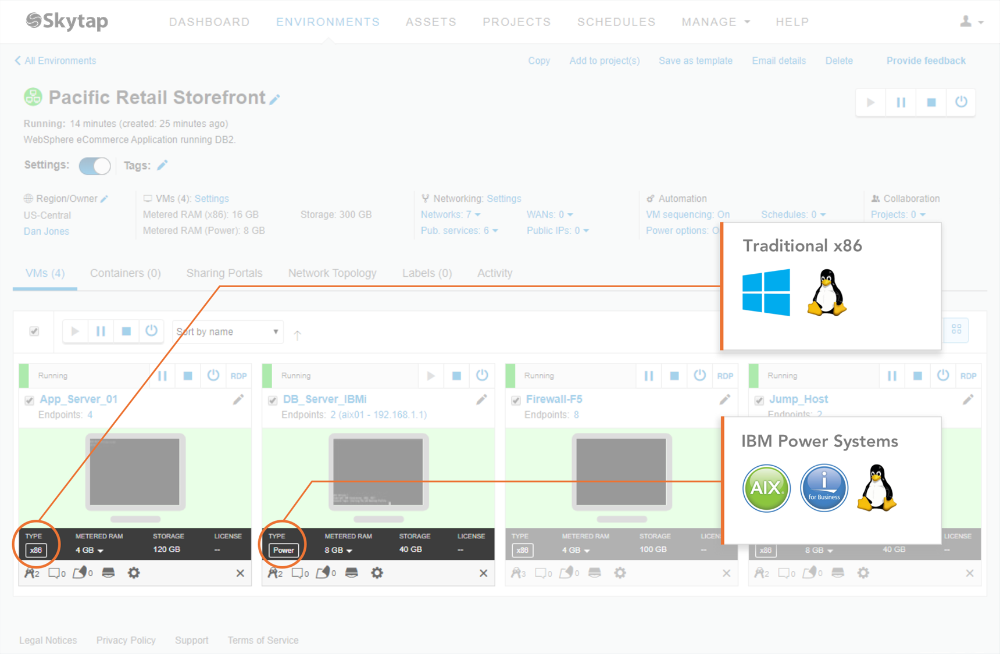 Skytap DASHBOARD ENVIRONMENTS ASSETS PROJECTS SCHEDULES MANAGE HELP
All Environments Copy Add to project(s) Save as template Email details Delete Provide feedback
Pacific Retail Storefront
Running: 14 minutes (created: 25 minutes ago)
WebSphere eCommerce Application running DB2.
Settings: Tags:
Region/Owner VMs (4): Settings Networking: Settings Automation Collaboration
US-Central Metered RAM (x86): 16 GB Storage: 300 GB Networks: 7 WANs: 0 VM sequencing: On Schedules: 0 Projects: 0
Dan Jones Metered RAM (Power): 8 GB Pub. services: 6 Public IPs: 0 Power options: O
Traditional x86
VMs (4) Containers (0) Sharing Portals Network Topology Labels (0) Activity
Sort by name
Running RDP Running Running RDP Running RDP
App_Server_01 DB_Server_IBMi Firewall-F5 Jump_Host
Endpoints: 4 Endpoints: 2 (aix01 - 192.168.1.1) Endpoints: 8 Endpoints: 2
IBM Power Systems
AIX. i
for Business
TYPE METERED RAM STORAGE LICENSE TYPE METERED RAM STORAGE LICENSE TYPE METERED RAM STORAGE LICEN LICENSE
x86 4 GB 120 GB -- Power 8 GB 40 GB -- x86 4 GB 100 GB -- x86 8 GB 40 GB --
2 0 0 2 0 0 3 0 0 2 0 0
Legal Notices Privacy Policy Support Terms of Service